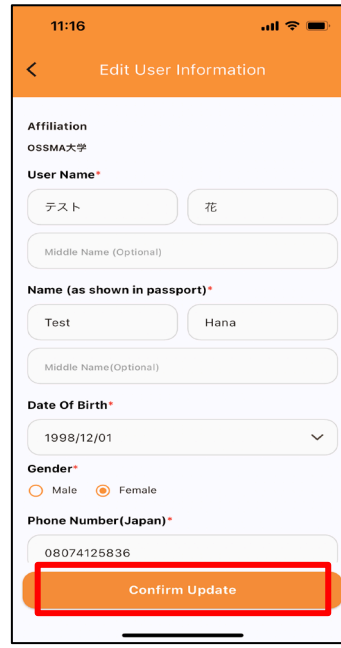 11:16
Edit User Information
Affiliation
OSSMA大学
User Name*
テスト 花
Middle Name (Optional)
Name (as shown in passport)*
Test Hana
Middle Name(Optional)
Date Of Birth*
1998/12/01
Gender*
Male Female
Phone Number(Japan)*
08074125836
Confirm Update